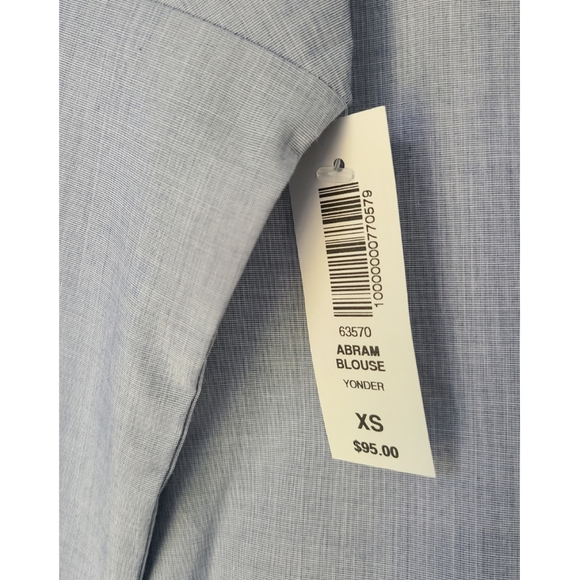 1000000770579
63570
ABRAM
BLOUSE
YONDER
XS
$95.00